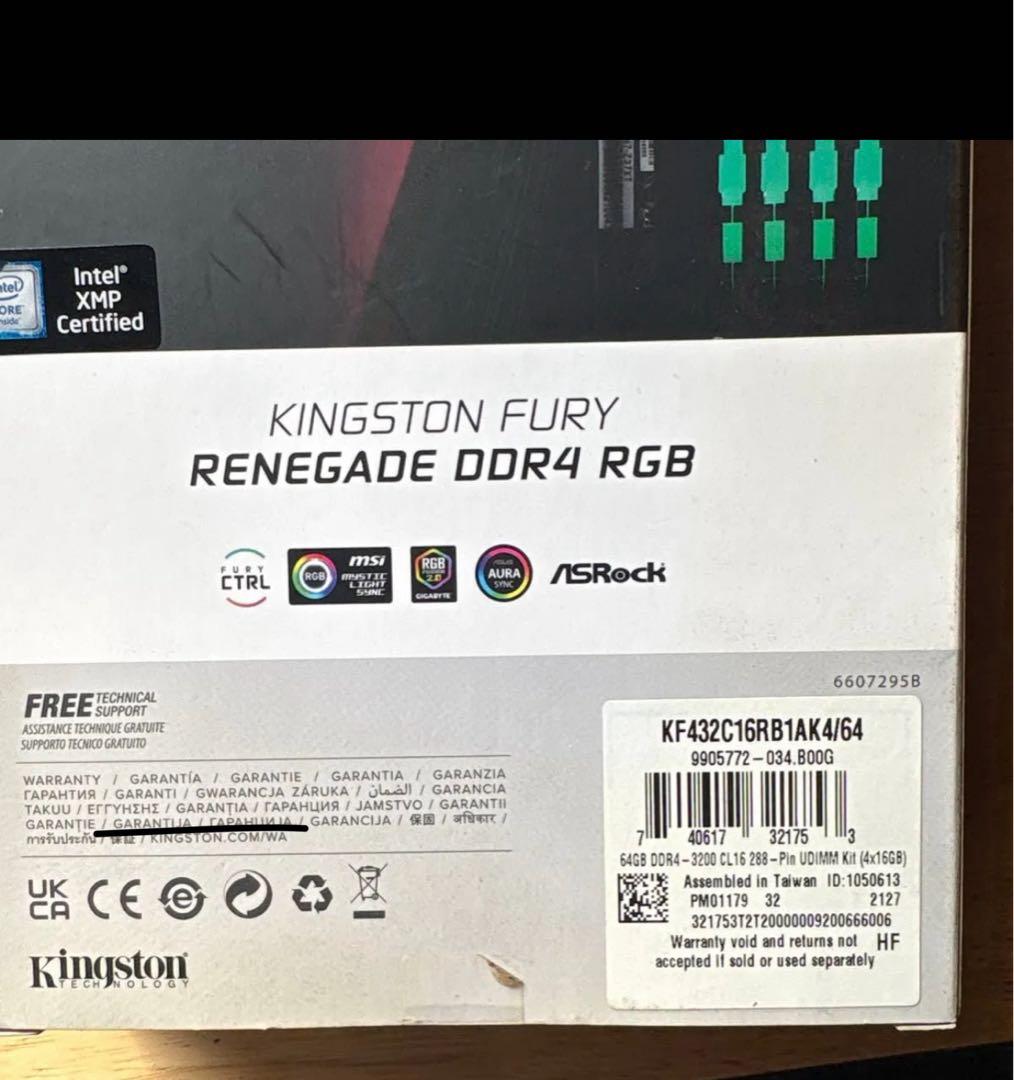 Intel®
XMP
Certified
KINGSTON FURY
RENEGADE DDR4 RGB
FURY
CTRL
RGB
msi
MYSTIC
LIGHT
SYNC
RGB
FUSION
2.0
GIGABYTE
ASUS
AURA
SYNC
ASRock
6607295B
FREE TECHNICAL
SUPPORT
ASSISTANCE TECHNIQUE GRATUITE
SUPPORTO TECNICO GRATUITO
WARRANTY / GARANTÍA / GARANTIE / GARANTIA / GARANZIA
ГАРАНТИЯ / GARANTI / GWARANCJA ZÁRUKA / الضمان / GARANCIA
TAKUU / ΕΓΓΥΗΣΗΣ / GARANȚIA / ГАРАНЦИЯ / JAMSTVO / GARANTII
GARANTIE / GARANTIJA / ГАРАНЦИЈА / GARANCIJA / 保固 / अधिकार /
การรับประกัน / 保証 / KINGSTON.COM/WA
UK
CA
CE
Kingston
TECHNOLOGY
KF432C16RB1AK4/64
9905772-034.B00G
7 40617 32175 3
64GB DDR4-3200 CL16 288-Pin UDIMM Kit (4x16GB)
Assembled in Taiwan ID:1050613
PM01179 32 2127
321753T2T20000009200666006
Warranty void and returns not HF
accepted if sold or used separately